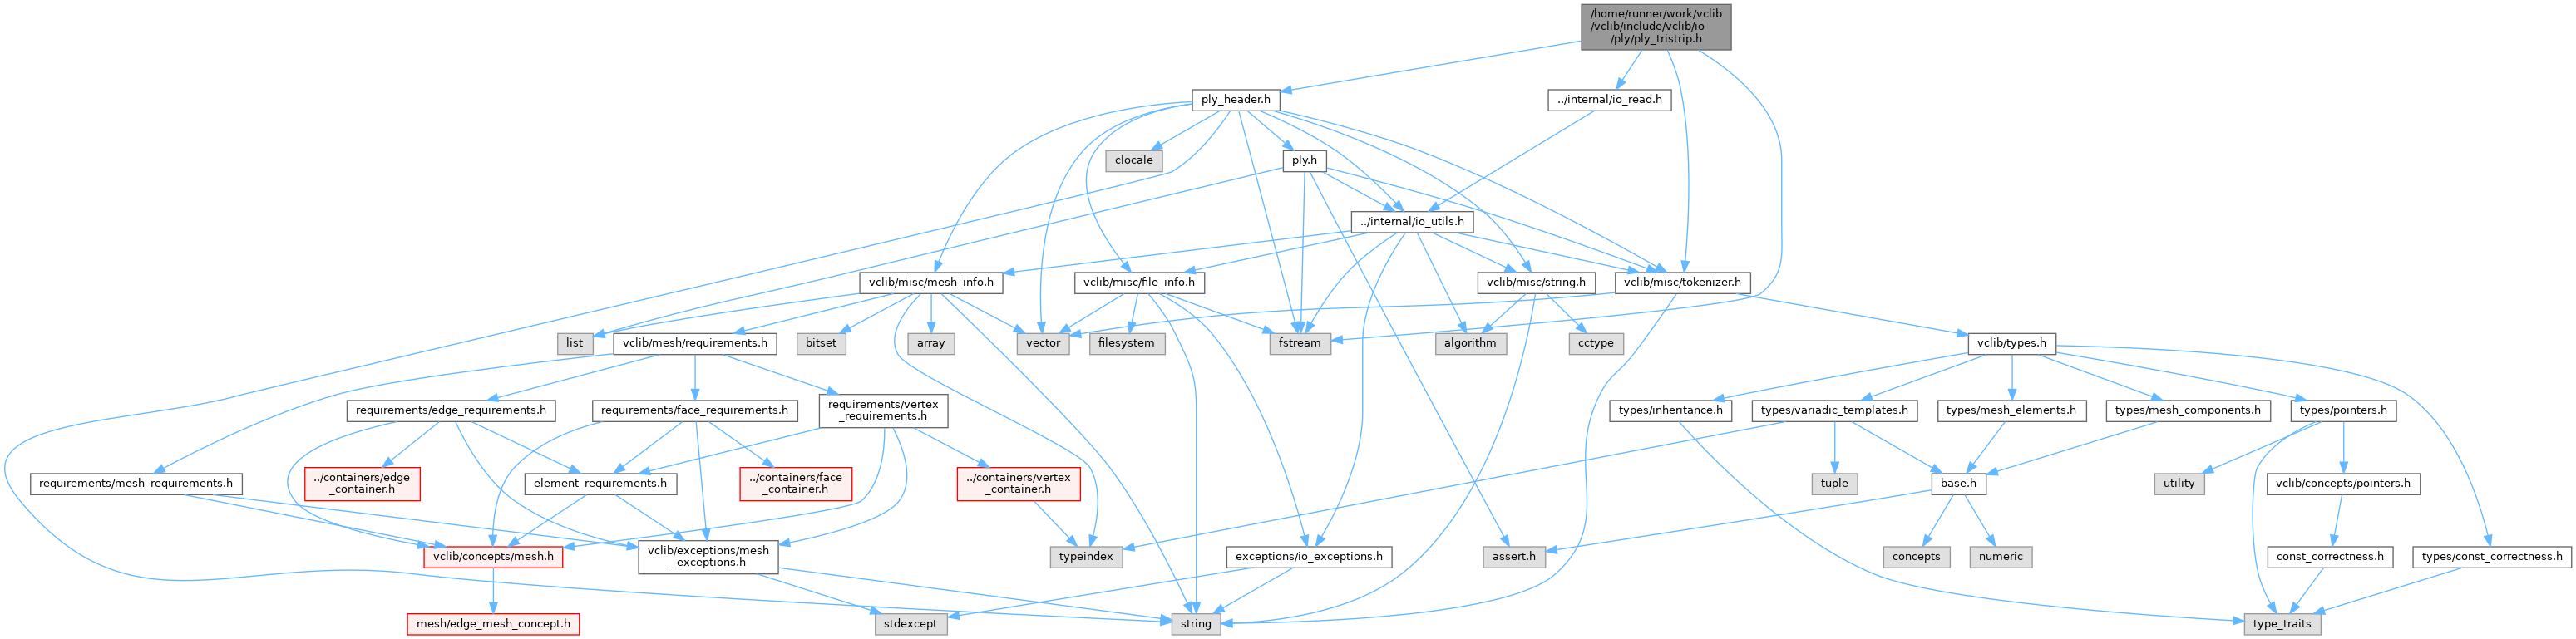 /home/runner/work/vclib
/vclib/include/vclib/io
/ply/ply_tristrip.h
ply_header.h
../internal/io_read.h
clocale
ply.h
../internal/io_utils.h
vclib/misc/mesh_info.h
vclib/misc/file_info.h
vclib/misc/string.h
vclib/misc/tokenizer.h
list
vclib/mesh/requirements.h
bitset
array
vector
filesystem
fstream
algorithm
cctype
vclib/types.h
requirements/edge_requirements.h
requirements/face_requirements.h
requirements/vertex
_requirements.h
types/inheritance.h
types/variadic_templates.h
types/mesh_elements.h
types/mesh_components.h
types/pointers.h
requirements/mesh_requirements.h
../containers/edge
_container.h
element_requirements.h
../containers/face
_container.h
../containers/vertex
_container.h
tuple
base.h
utility
vclib/concepts/pointers.h
vclib/concepts/mesh.h
vclib/exceptions/mesh
_exceptions.h
typeindex
exceptions/io_exceptions.h
assert.h
concepts
numeric
const_correctness.h
types/const_correctness.h
mesh/edge_mesh_concept.h
stdexcept
string
type_traits